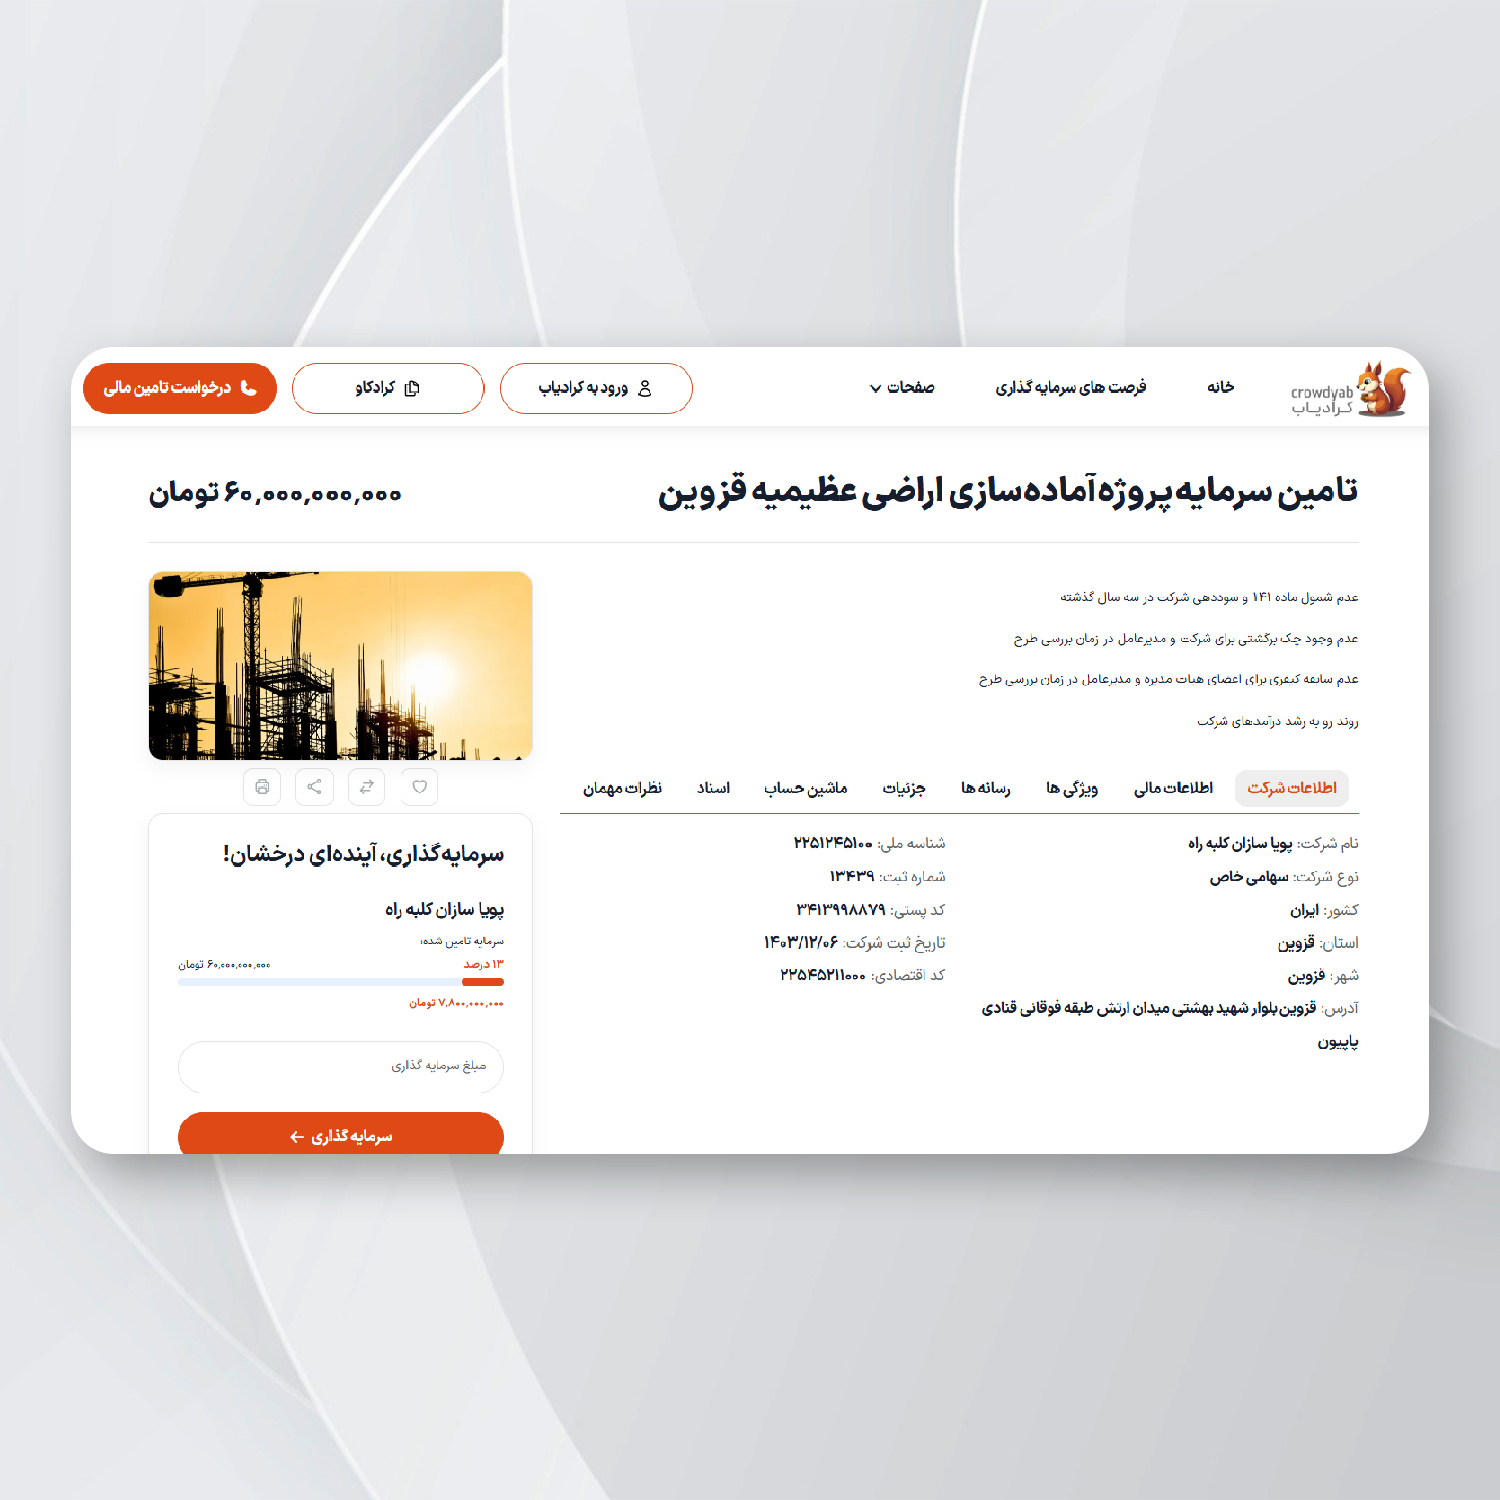 crowdyab
کرادیاب
خانه
فرصت های سرمایه گذاری
صفحات
ورود به کرادیاب
کرادکاو
درخواست تامین مالی
تامین سرمایه پروژه آماده‌سازی اراضی عظیمیه قزوین
۶۰,۰۰۰,۰۰۰,۰۰۰ تومان
عدم شمول ماده ۱۴۱ و سوددهی شرکت در سه سال گذشته
عدم وجود چک برگشتی برای شرکت و مدیرعامل در زمان بررسی طرح
عدم سابقه کیفری برای اعضای هیات مدیره و مدیرعامل در زمان بررسی طرح
روند رو به رشد درآمدهای شرکت
اطلاعات شرکت
اطلاعات مالی
ویژگی ها
رسانه ها
جزئیات
ماشین حساب
اسناد
نظرات مهمان
نام شرکت: پویا سازان کلبه راه
نوع شرکت: سهامی خاص
کشور: ایران
استان: قزوین
شهر: قزوین
آدرس: قزوین بلوار شهید بهشتی میدان ارتش طبقه فوقانی قنادی
پاپیون
شناسه ملی: ۲۲۵۱۲۴۵۱۰۰
شماره ثبت: ۱۳۴۳۹
کد پستی: ۳۴۱۳۹۹۸۸۷۹
تاریخ ثبت شرکت: ۱۴۰۳/۱۲/۰۶
کد اقتصادی: ۲۲۵۴۵۲۱۱۰۰۰
سرمایه‌گذاری، آینده‌ای درخشان!
پویا سازان کلبه راه
سرمایه تامین شده:
۱۳ درصد
۶۰,۰۰۰,۰۰۰,۰۰۰ تومان
۷,۸۰۰,۰۰۰,۰۰۰ تومان
مبلغ سرمایه گذاری
سرمایه گذاری